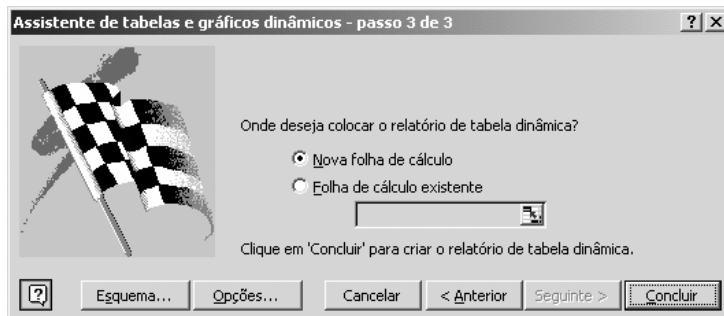 Assistente de tabelas e gráficos dinâmicos - passo 3 de 3
Onde deseja colocar o relatório de tabela dinâmica?
Nova folha de cálculo
Folha de cálculo existente
Clique em 'Concluir' para criar o relatório de tabela dinâmica.
Esquema... Opções... Cancelar < Anterior Seguinte > Concluir